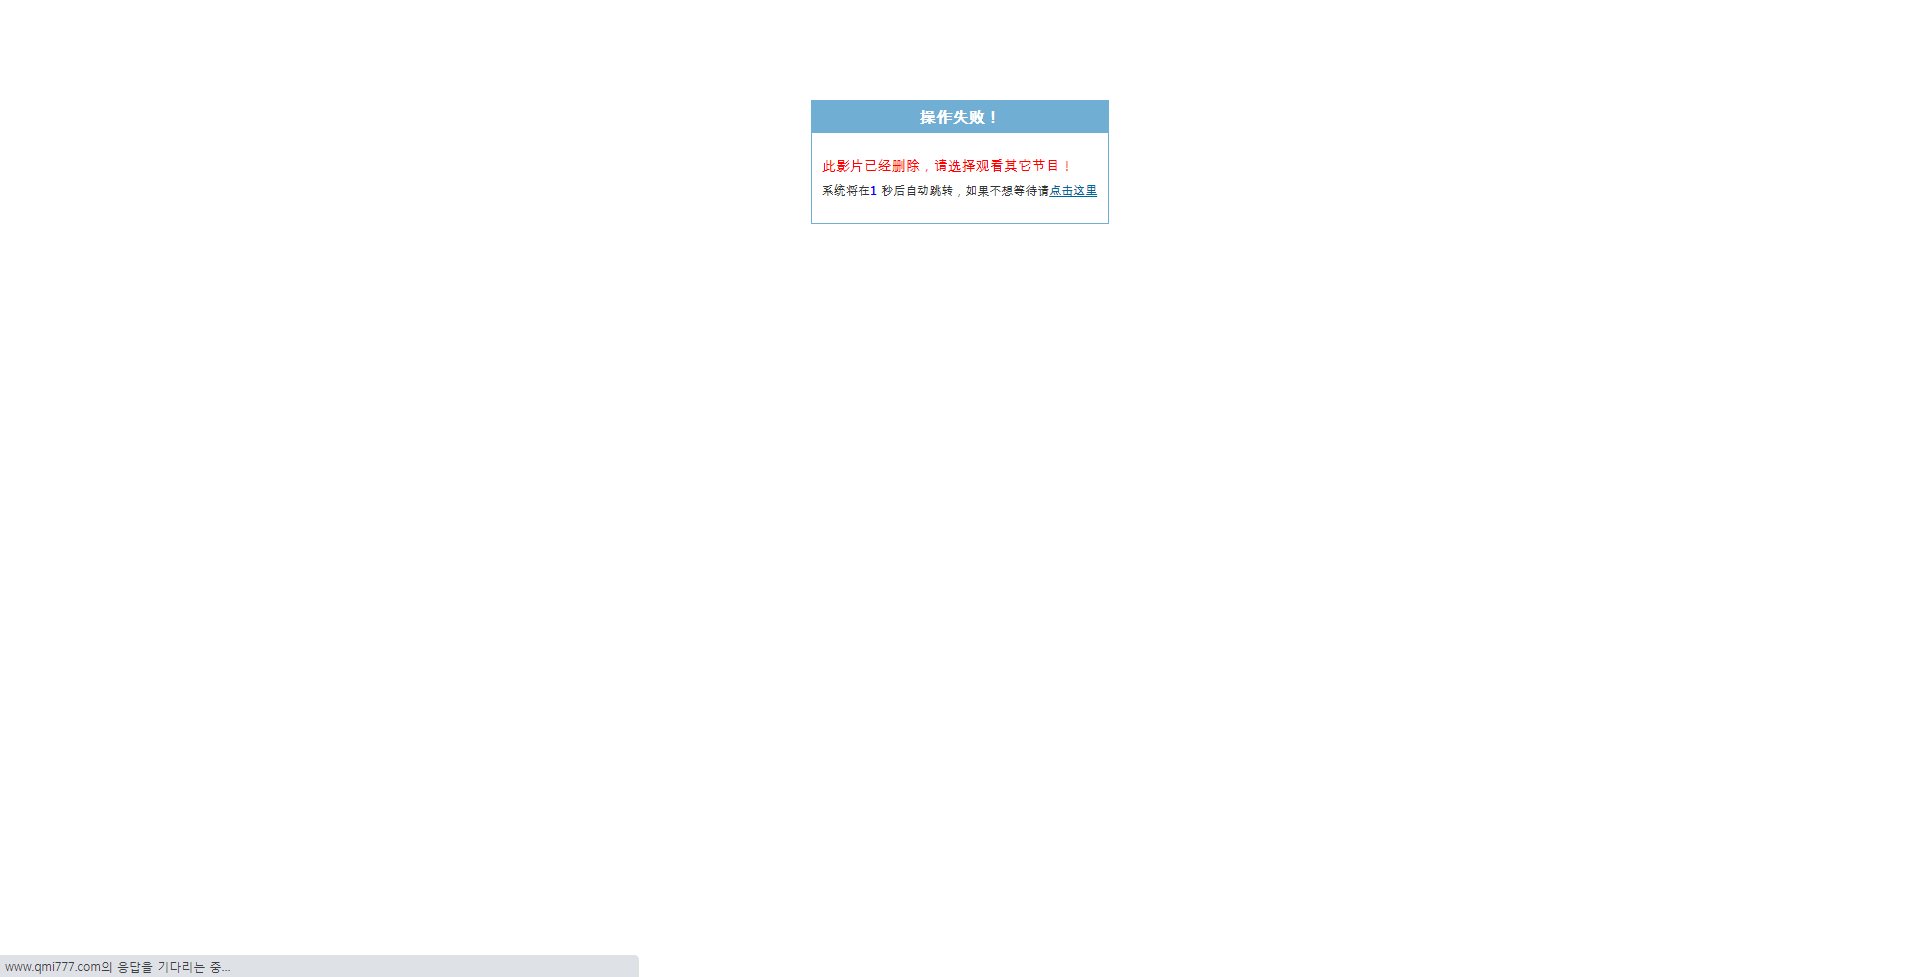 操作失败！
此影片已经删除，请选择观看其它节目！
系统将在1 秒后自动跳转，如果不想等待请点击这里
www.qmi777.com의 응답을 기다리는 중...